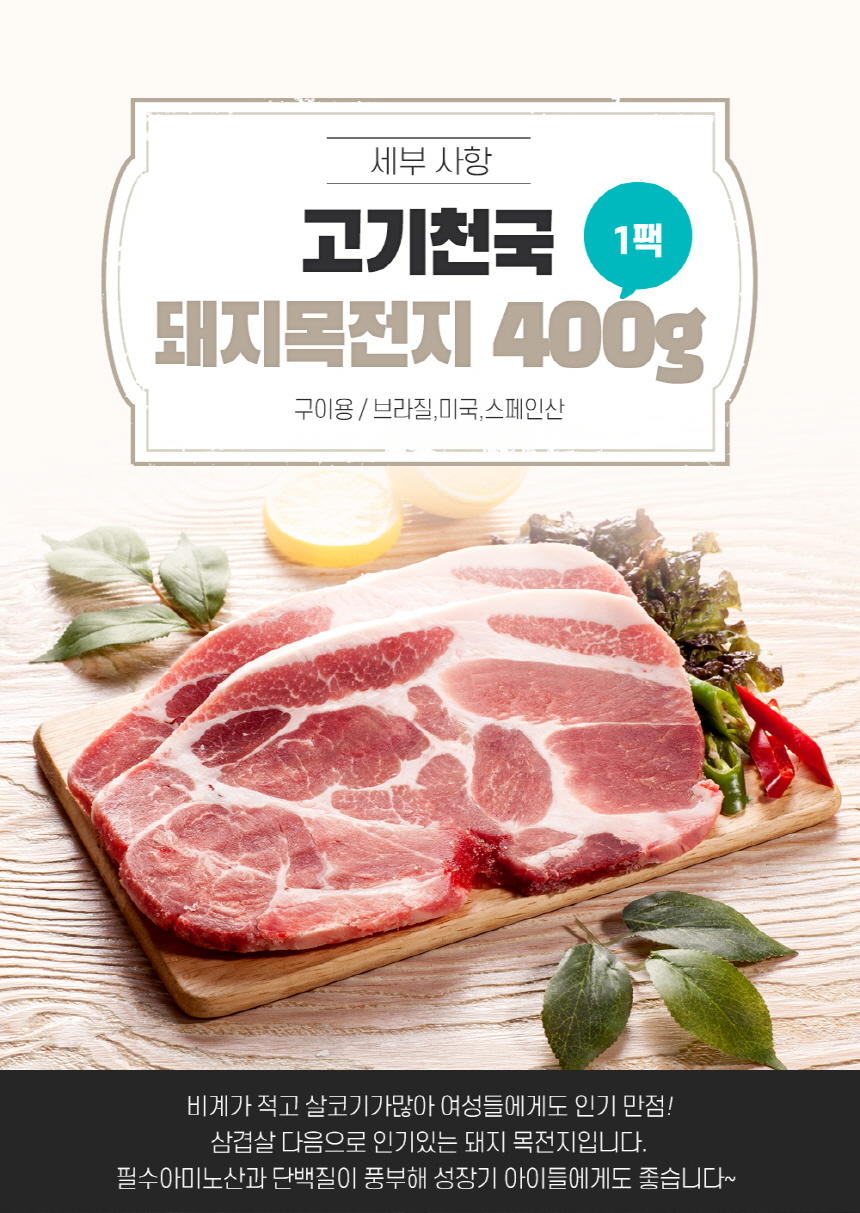 세부 사항
고기천국
1팩
돼지목전지 400g
구이용 / 브라질,미국,스페인산
비계가 적고 살코기가많아 여성들에게도 인기 만점!
삼겹살 다음으로 인기있는 돼지 목전지입니다.
필수아미노산과 단백질이 풍부해 성장기 아이들에게도 좋습니다~